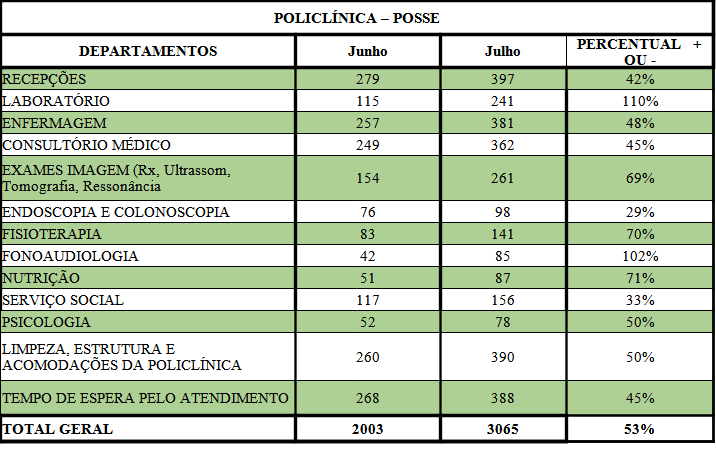 POLICLÍNICA – POSSE
DEPARTAMENTOS Junho Julho PERCENTUAL + OU -
RECEPÇÕES 279 397 42%
LABORATÓRIO 115 241 110%
ENFERMAGEM 257 381 48%
CONSULTÓRIO MÉDICO 249 362 45%
EXAMES IMAGEM (Rx, Ultrassom,
Tomografia, Ressonância 154 261 69%
ENDOSCOPIA E COLONOSCOPIA 76 98 29%
FISIOTERAPIA 83 141 70%
FONOAUDIOLOGIA 42 85 102%
NUTRIÇÃO 51 87 71%
SERVIÇO SOCIAL 117 156 33%
PSICOLOGIA 52 78 50%
LIMPEZA, ESTRUTURA E
ACOMODAÇÕES DA POLICLÍNICA 260 390 50%
TEMPO DE ESPERA PELO ATENDIMENTO 268 388 45%
TOTAL GERAL 2003 3065 53%